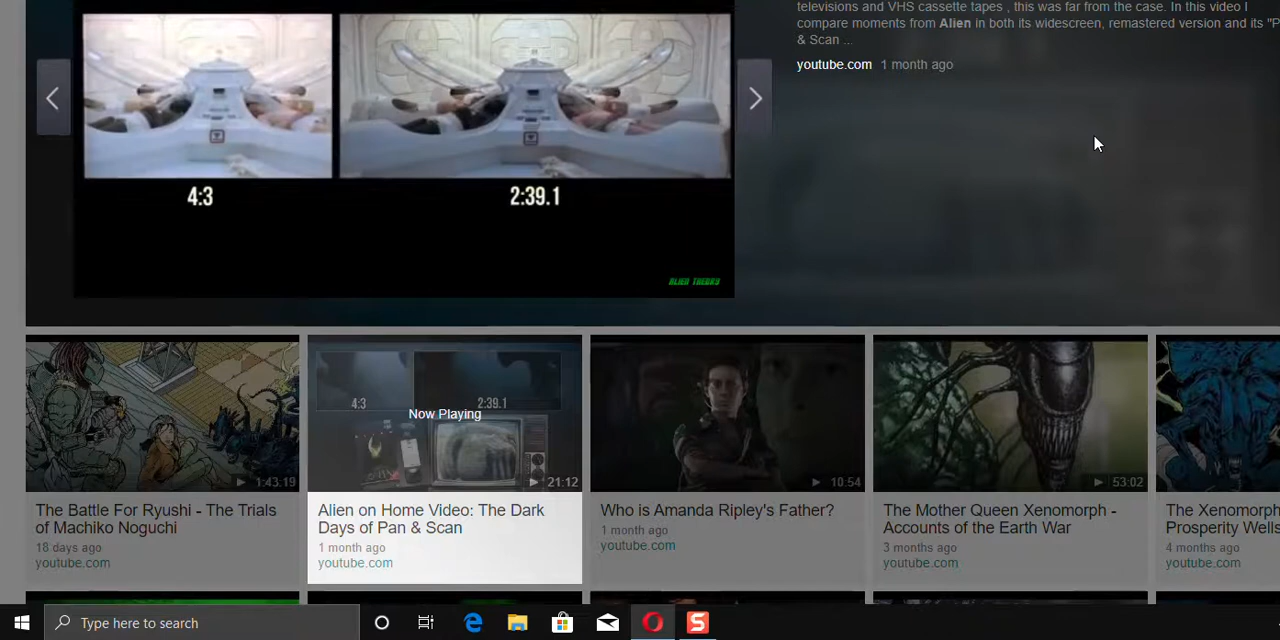 televisions and VHS cassette tapes , this was far from the case. In this video I
compare moments from Alien in both its widescreen, remastered version and its "P
& Scan ...
youtube.com 1 month ago
4:3
2:39.1
ALIEN THEORY
4:3
2:39.1
Now Playing
1:43:19
21:12
10:54
53:02
The Battle For Ryushi - The Trials
of Machiko Noguchi
18 days ago
youtube.com
Alien on Home Video: The Dark
Days of Pan & Scan
1 month ago
youtube.com
Who is Amanda Ripley's Father?
1 month ago
youtube.com
The Mother Queen Xenomorph -
Accounts of the Earth War
3 months ago
youtube.com
The Xenomorph
Prosperity Wells
4 months ago
youtube.com
Type here to search
S